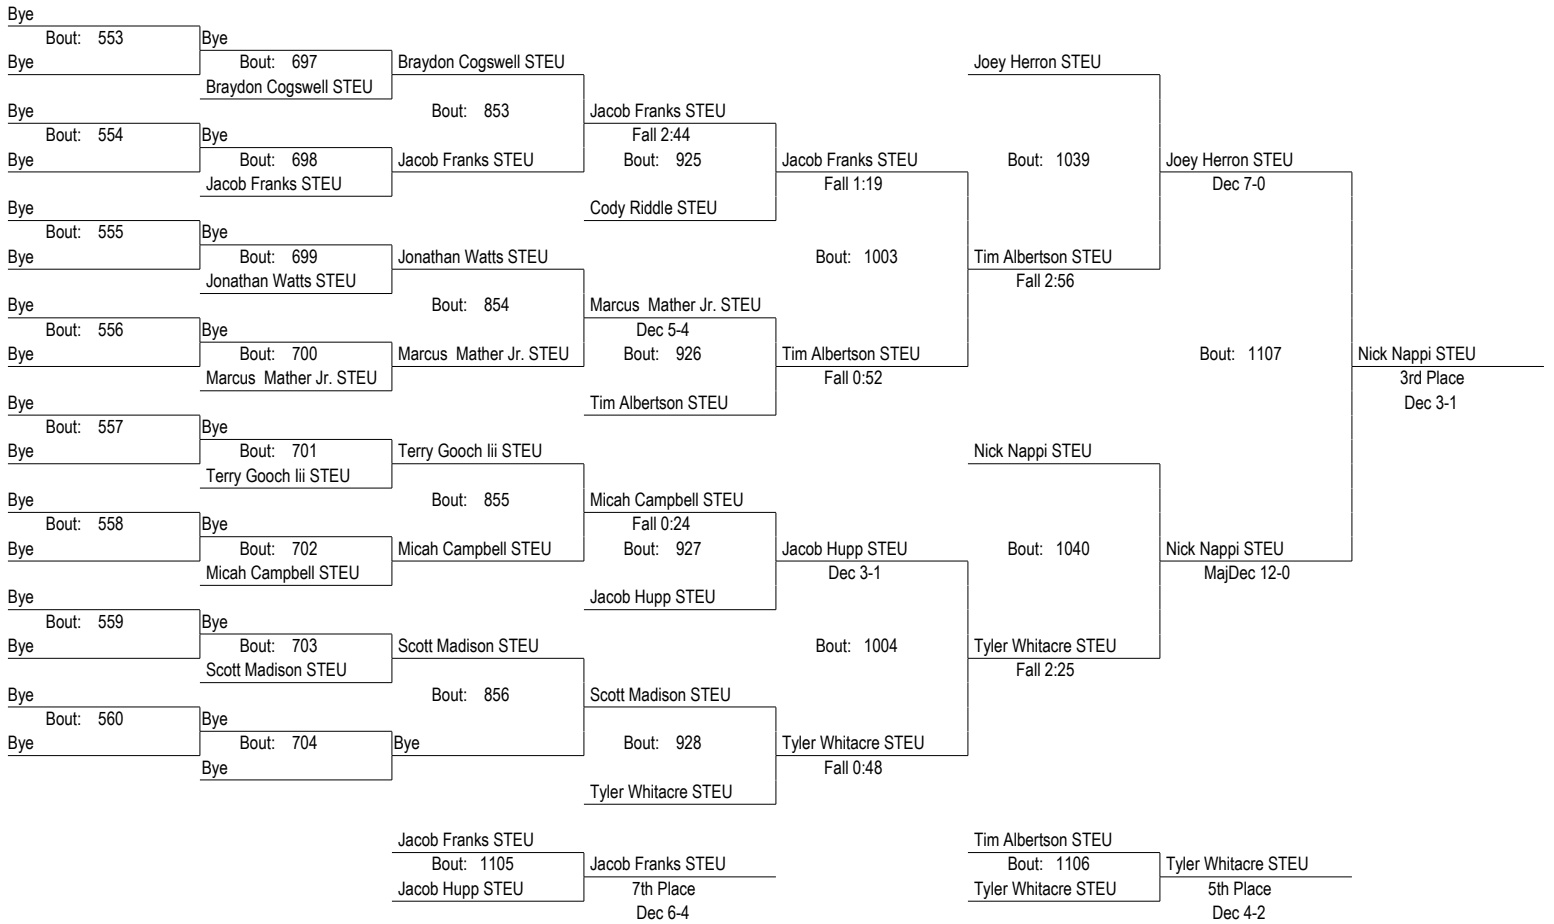 Bye
Bout: 553
Bye
Bye
Bout: 697
Braydon Cogswell STEU
Braydon Cogswell STEU
Joey Herron STEU
Bye
Bout: 554
Bye
Bout: 853
Jacob Franks STEU
Fall 2:44
Bye
Bout: 698
Jacob Franks STEU
Jacob Franks STEU
Bout: 925
Jacob Franks STEU
Fall 1:19
Bout: 1039
Joey Herron STEU
Dec 7-0
Cody Riddle STEU
Bye
Bout: 555
Bye
Bye
Bout: 699
Jonathan Watts STEU
Jonathan Watts STEU
Bout: 1003
Tim Albertson STEU
Fall 2:56
Bye
Bout: 556
Bye
Bout: 854
Marcus Mather Jr. STEU
Dec 5-4
Bye
Bout: 700
Marcus Mather Jr. STEU
Marcus Mather Jr. STEU
Bout: 926
Tim Albertson STEU
Fall 0:52
Bout: 1107
Nick Nappi STEU
3rd Place
Dec 3-1
Tim Albertson STEU
Bye
Bout: 557
Bye
Bye
Bout: 701
Terry Gooch Iii STEU
Terry Gooch Iii STEU
Nick Nappi STEU
Bye
Bout: 558
Bye
Bout: 855
Micah Campbell STEU
Fall 0:24
Bye
Bout: 702
Micah Campbell STEU
Micah Campbell STEU
Bout: 927
Jacob Hupp STEU
Dec 3-1
Bout: 1040
Nick Nappi STEU
MajDec 12-0
Jacob Hupp STEU
Bye
Bout: 559
Bye
Bye
Bout: 703
Scott Madison STEU
Scott Madison STEU
Bout: 1004
Tyler Whitacre STEU
Fall 2:25
Bye
Bout: 560
Bye
Bout: 856
Scott Madison STEU
Bye
Bout: 704
Bye
Bye
Bout: 928
Tyler Whitacre STEU
Fall 0:48
Tyler Whitacre STEU
Jacob Franks STEU
Bout: 1105
Jacob Hupp STEU
Jacob Franks STEU
7th Place
Dec 6-4
Tim Albertson STEU
Bout: 1106
Tyler Whitacre STEU
Tyler Whitacre STEU
5th Place
Dec 4-2